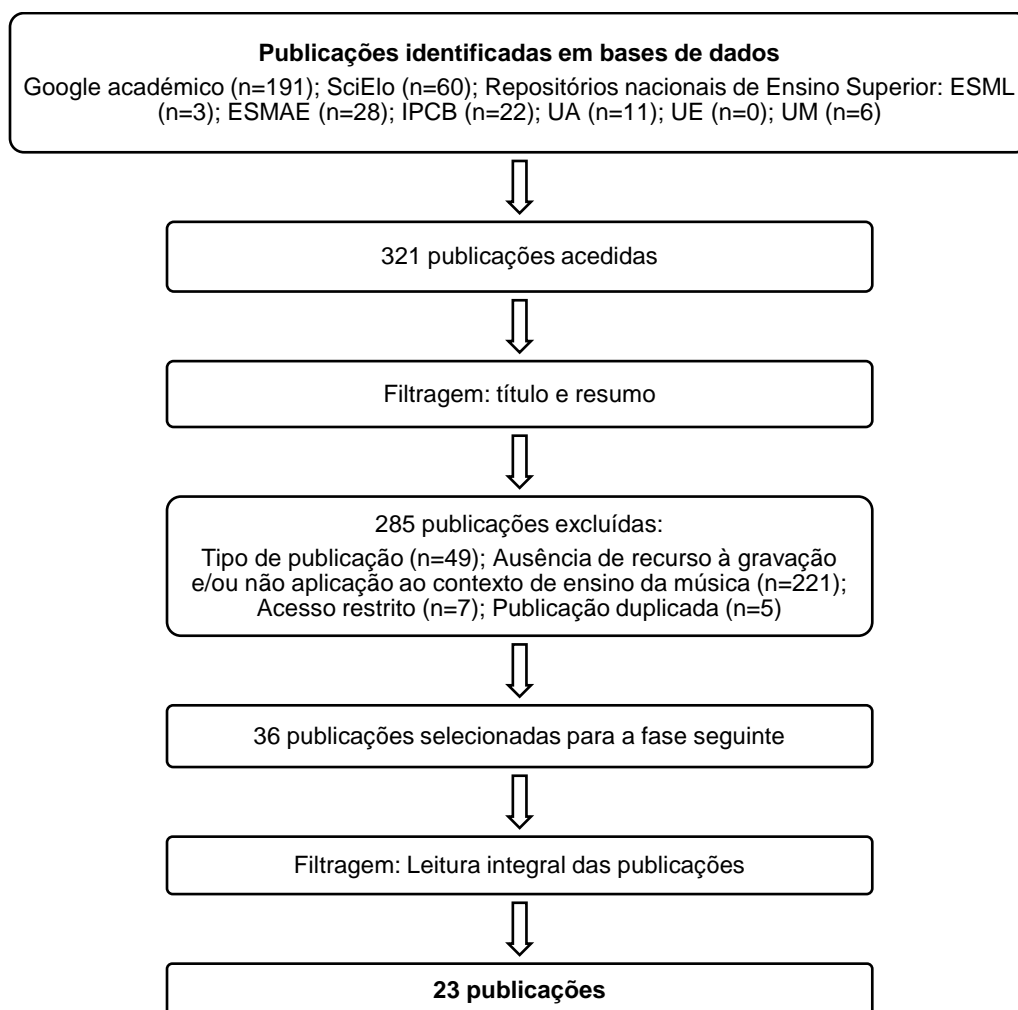 Publicações identificadas em bases de dados
Google académico (n=191); SciElo (n=60); Repositórios nacionais de Ensino Superior: ESML
(n=3); ESMAE (n=28); IPCB (n=22); UA (n=11); UE (n=0); UM (n=6)
321 publicações acedidas
Filtragem: título e resumo
285 publicações excluídas:
Tipo de publicação (n=49); Ausência de recurso à gravação
e/ou não aplicação ao contexto de ensino da música (n=221);
Acesso restrito (n=7); Publicação duplicada (n=5)
36 publicações selecionadas para a fase seguinte
Filtragem: Leitura integral das publicações
23 publicações